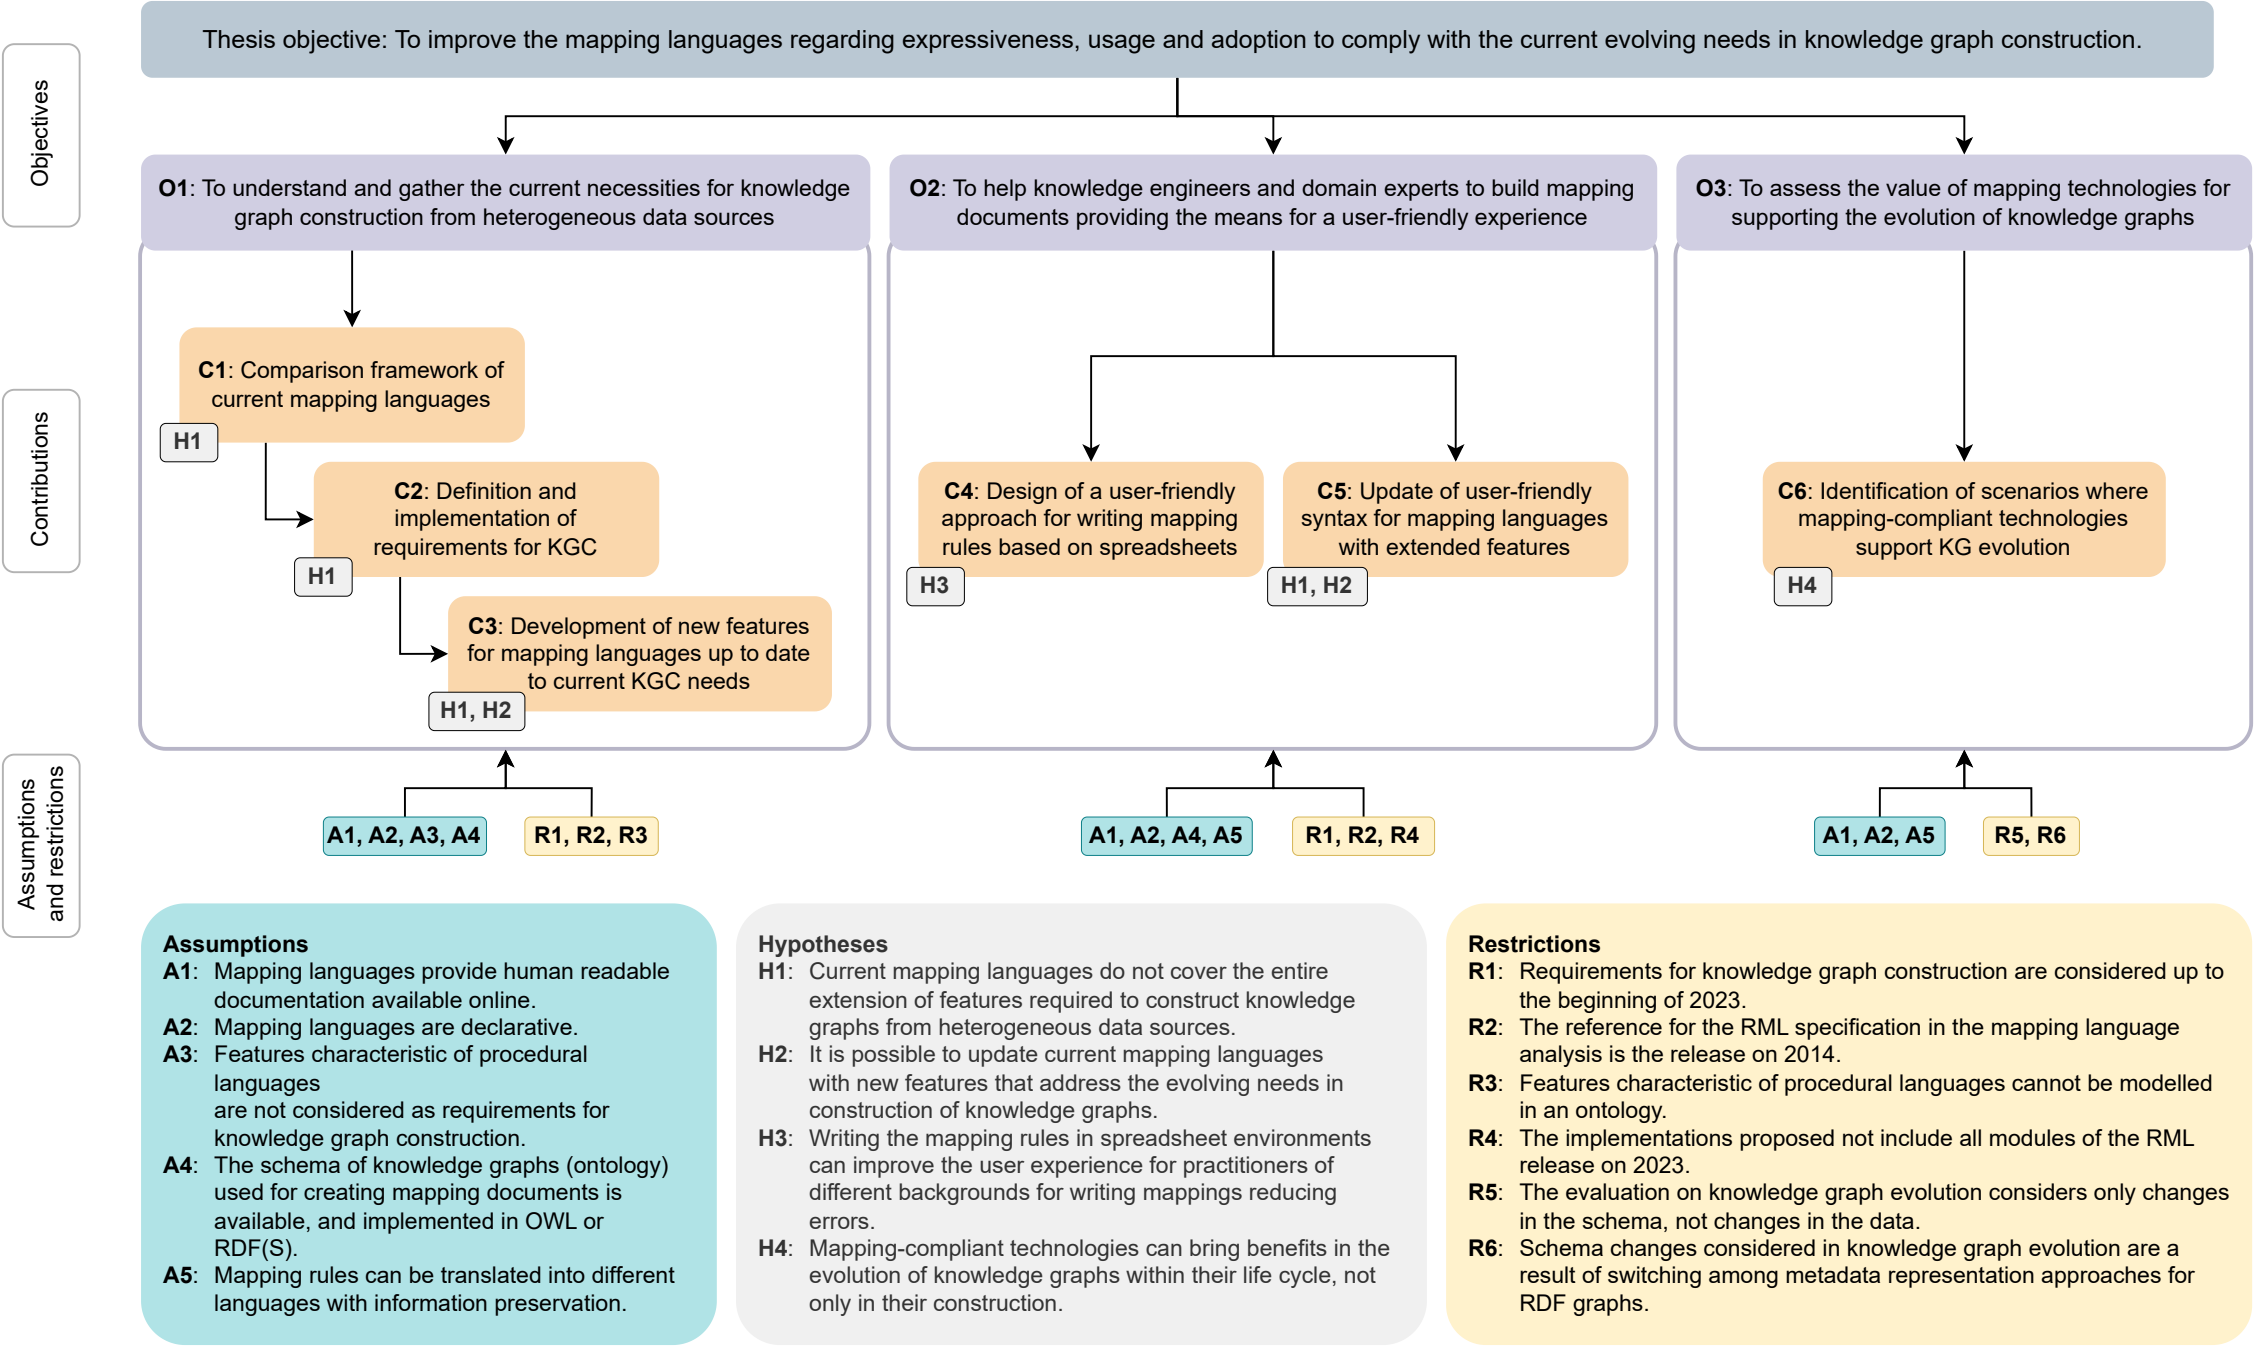 Thesis objective: To improve the mapping languages regarding expressiveness, usage and adoption to comply with the current evolving needs in knowledge graph construction.
Objectives
O1: To understand and gather the current necessities for knowledge
graph construction from heterogeneous data sources
O2: To help knowledge engineers and domain experts to build mapping
documents providing the means for a user-friendly experience
O3: To assess the value of mapping technologies for
supporting the evolution of knowledge graphs
Contributions
C1: Comparison framework of
current mapping languages
H1
C2: Definition and
implementation of
requirements for KGC
H1
C3: Development of new features
for mapping languages up to date
to current KGC needs
H1, H2
C4: Design of a user-friendly
approach for writing mapping
rules based on spreadsheets
H3
C5: Update of user-friendly
syntax for mapping languages
with extended features
H1, H2
C6: Identification of scenarios where
mapping-compliant technologies
support KG evolution
H4
Assumptions
and restrictions
A1, A2, A3, A4
R1, R2, R3
A1, A2, A4, A5
R1, R2, R4
A1, A2, A5
R5, R6
Assumptions
A1: Mapping languages provide human readable
documentation available online.
A2: Mapping languages are declarative.
A3: Features characteristic of procedural
languages
are not considered as requirements for
knowledge graph construction.
A4: The schema of knowledge graphs (ontology)
used for creating mapping documents is
available, and implemented in OWL or
RDF(S).
A5: Mapping rules can be translated into different
languages with information preservation.
Hypotheses
H1: Current mapping languages do not cover the entire
extension of features required to construct knowledge
graphs from heterogeneous data sources.
H2: It is possible to update current mapping languages
with new features that address the evolving needs in
construction of knowledge graphs.
H3: Writing the mapping rules in spreadsheet environments
can improve the user experience for practitioners of
different backgrounds for writing mappings reducing
errors.
H4: Mapping-compliant technologies can bring benefits in the
evolution of knowledge graphs within their life cycle, not
only in their construction.
Restrictions
R1: Requirements for knowledge graph construction are considered up to
the beginning of 2023.
R2: The reference for the RML specification in the mapping language
analysis is the release on 2014.
R3: Features characteristic of procedural languages cannot be modelled
in an ontology.
R4: The implementations proposed not include all modules of the RML
release on 2023.
R5: The evaluation on knowledge graph evolution considers only changes
in the schema, not changes in the data.
R6: Schema changes considered in knowledge graph evolution are a
result of switching among metadata representation approaches for
RDF graphs.